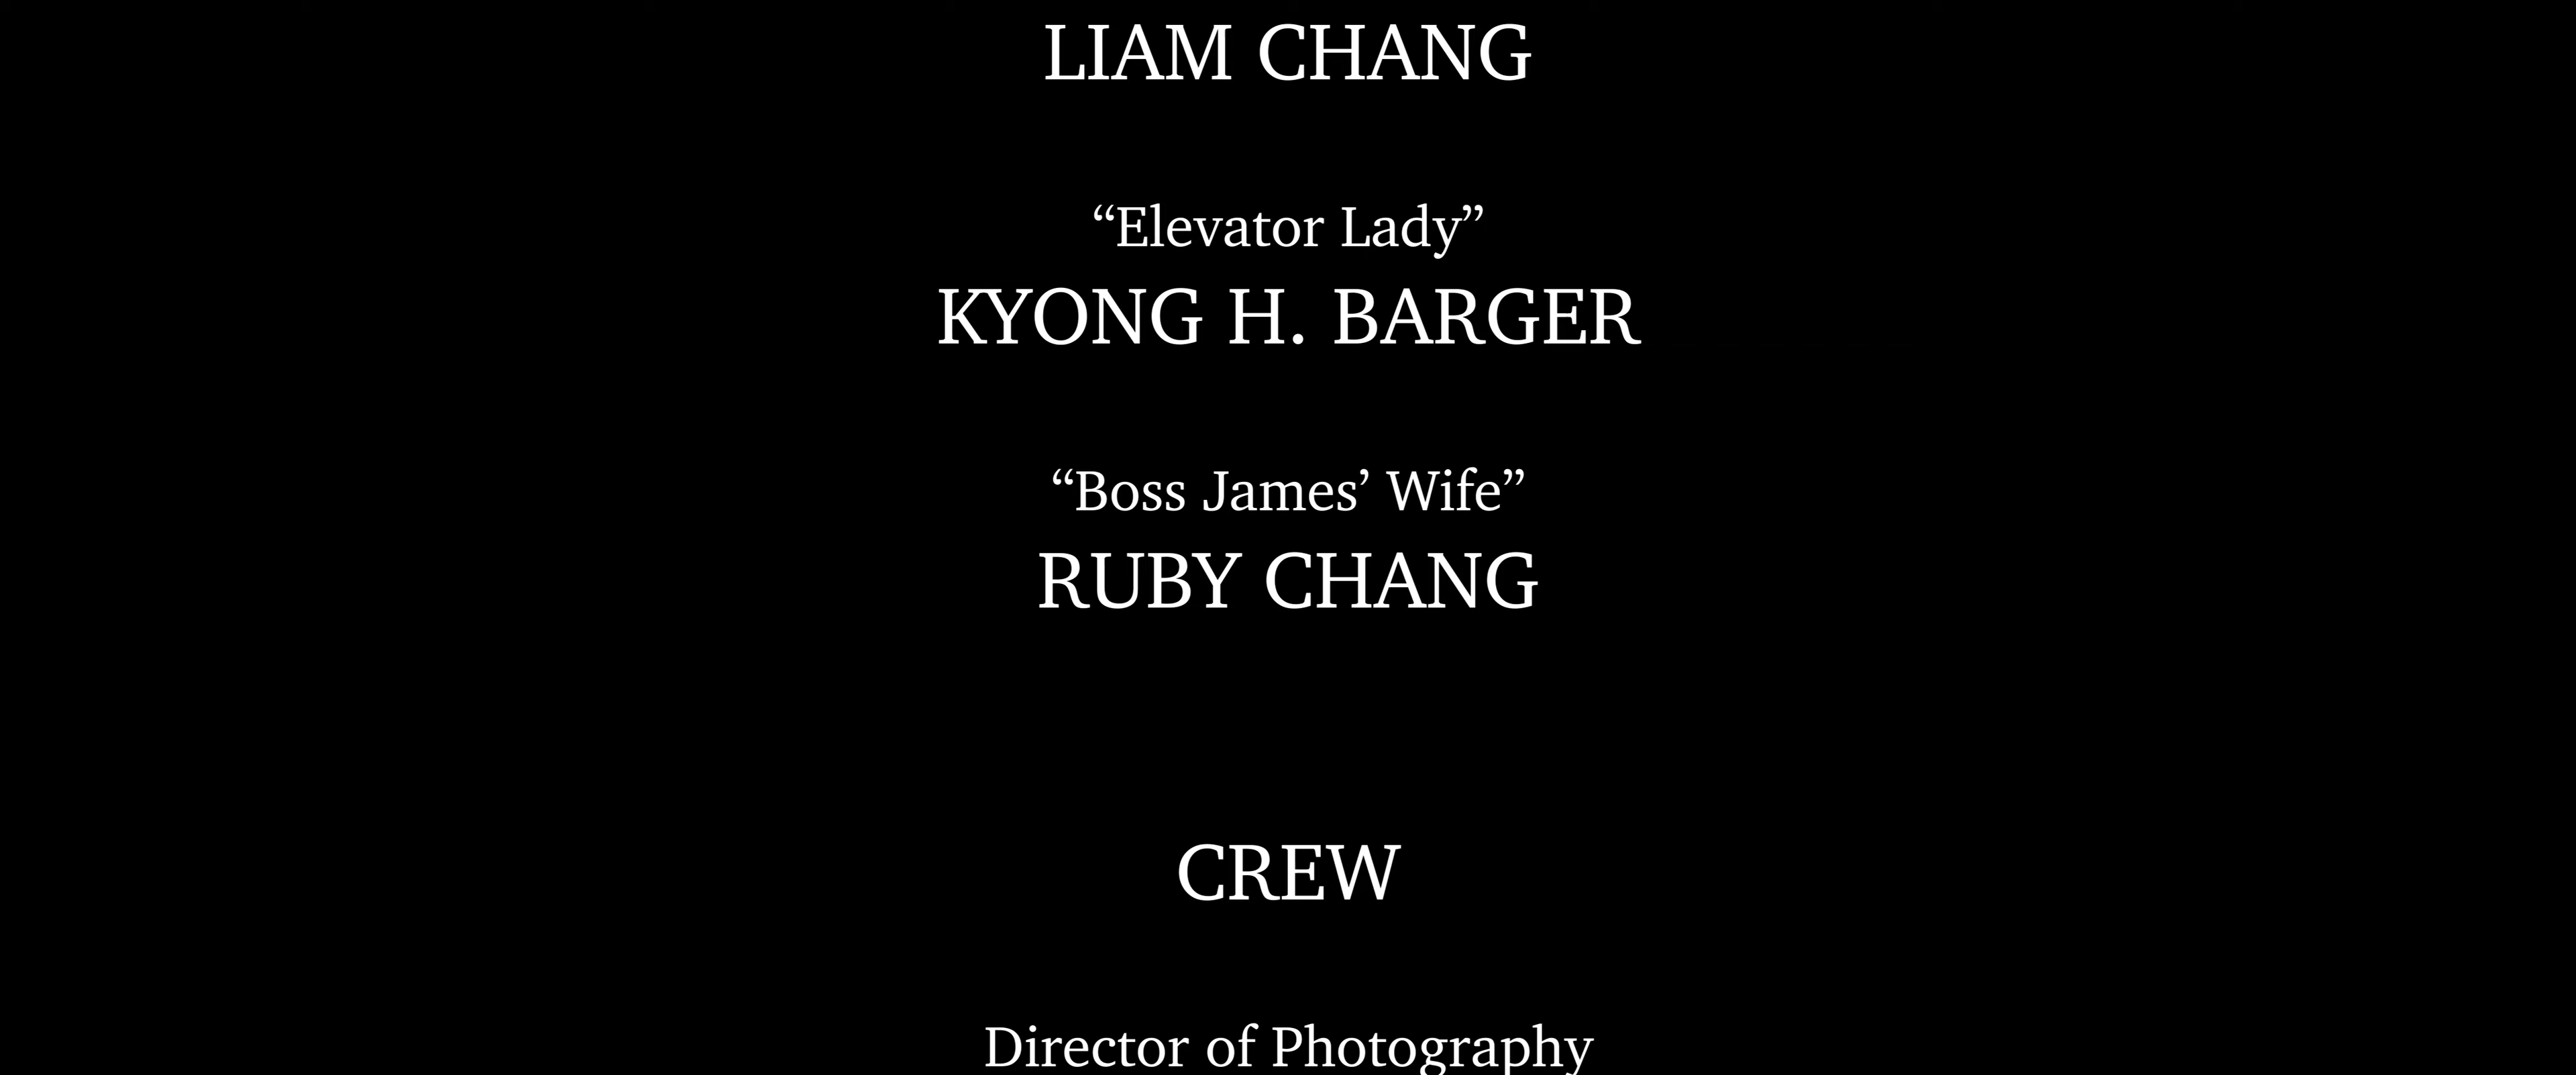 LIAM CHANG
“Elevator Lady”
KYONG H. BARGER
“Boss James’ Wife”
RUBY CHANG
CREW
Director of Photography